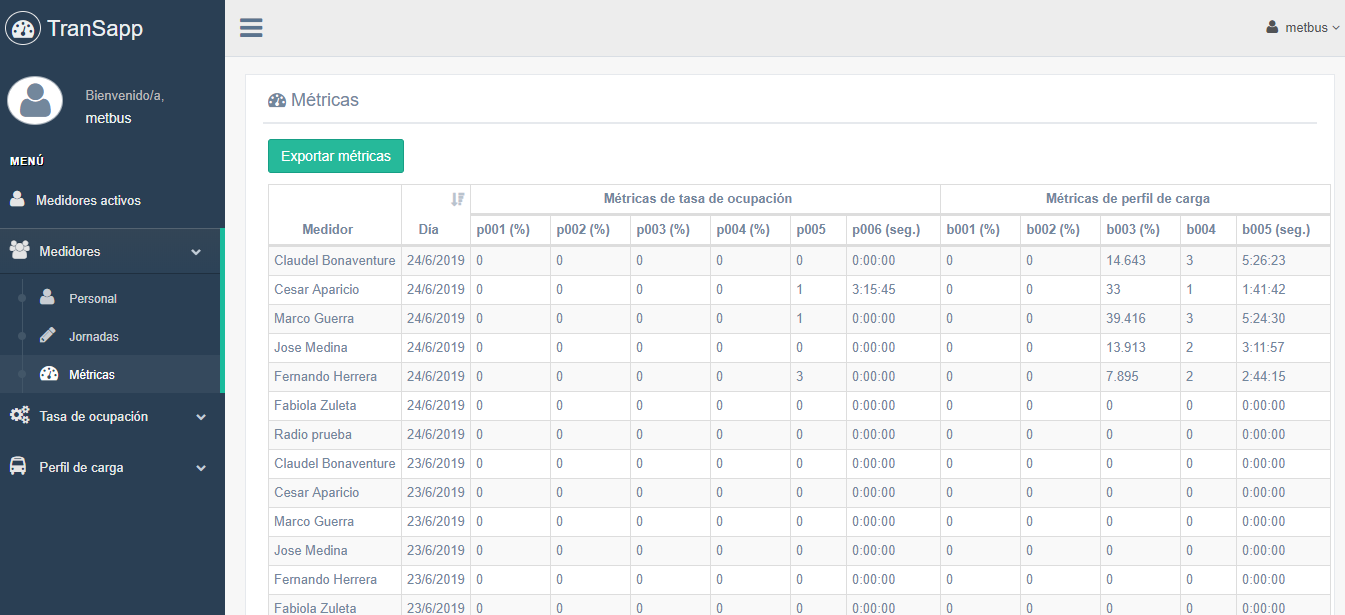 TranSapp
metbus
Bienvenido/a,
metbus
MENÚ
Medidores activos
Medidores
Personal
Jornadas
Métricas
Tasa de ocupación
Perfil de carga
Métricas
Exportar métricas
Métricas de tasa de ocupación Métricas de perfil de carga
Medidor Día p001 (%) p002 (%) p003 (%) p004 (%) p005 p006 (seg.) b001 (%) b002 (%) b003 (%) b004 b005 (seg.)
Claudel Bonaventure 24/6/2019 0 0 0 0 0 0:00:00 0 0 14.643 3 5:26:23
Cesar Aparicio 24/6/2019 0 0 0 0 1 3:15:45 0 0 33 1 1:41:42
Marco Guerra 24/6/2019 0 0 0 0 1 0:00:00 0 0 39.416 3 5:24:30
Jose Medina 24/6/2019 0 0 0 0 0 0:00:00 0 0 13.913 2 3:11:57
Fernando Herrera 24/6/2019 0 0 0 0 3 0:00:00 0 0 7.895 2 2:44:15
Fabiola Zuleta 24/6/2019 0 0 0 0 0 0:00:00 0 0 0 0 0:00:00
Radio prueba 24/6/2019 0 0 0 0 0 0:00:00 0 0 0 0 0:00:00
Claudel Bonaventure 23/6/2019 0 0 0 0 0 0:00:00 0 0 0 0 0:00:00
Cesar Aparicio 23/6/2019 0 0 0 0 0 0:00:00 0 0 0 0 0:00:00
Marco Guerra 23/6/2019 0 0 0 0 0 0:00:00 0 0 0 0 0:00:00
Jose Medina 23/6/2019 0 0 0 0 0 0:00:00 0 0 0 0 0:00:00
Fernando Herrera 23/6/2019 0 0 0 0 0 0:00:00 0 0 0 0 0:00:00
Fabiola Zuleta 23/6/2019 0 0 0 0 0 0:00:00 0 0 0 0 0:00:00